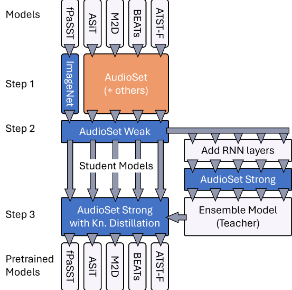 Models
fPaSST
ASiT
M2D
BEATs
ATST-F
Step 1
ImageNet
AudioSet
(+ others)
Step 2
AudioSet Weak
Add RNN layers
Student Models
AudioSet Strong
Step 3
AudioSet Strong
with Kn. Distillation
Ensemble Model
(Teacher)
Pretrained
Models
fPaSST
ASiT
M2D
BEATs
ATST-F